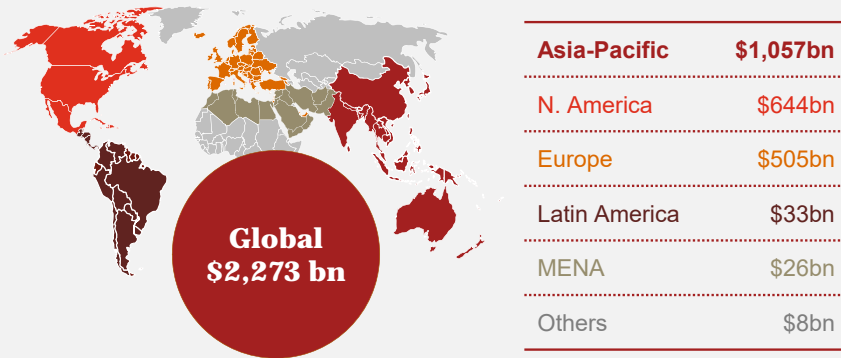 Global
$2,273 bn
Asia-Pacific $1,057bn
N. America $644bn
Europe $505bn
Latin America $33bn
MENA $26bn
Others $8bn